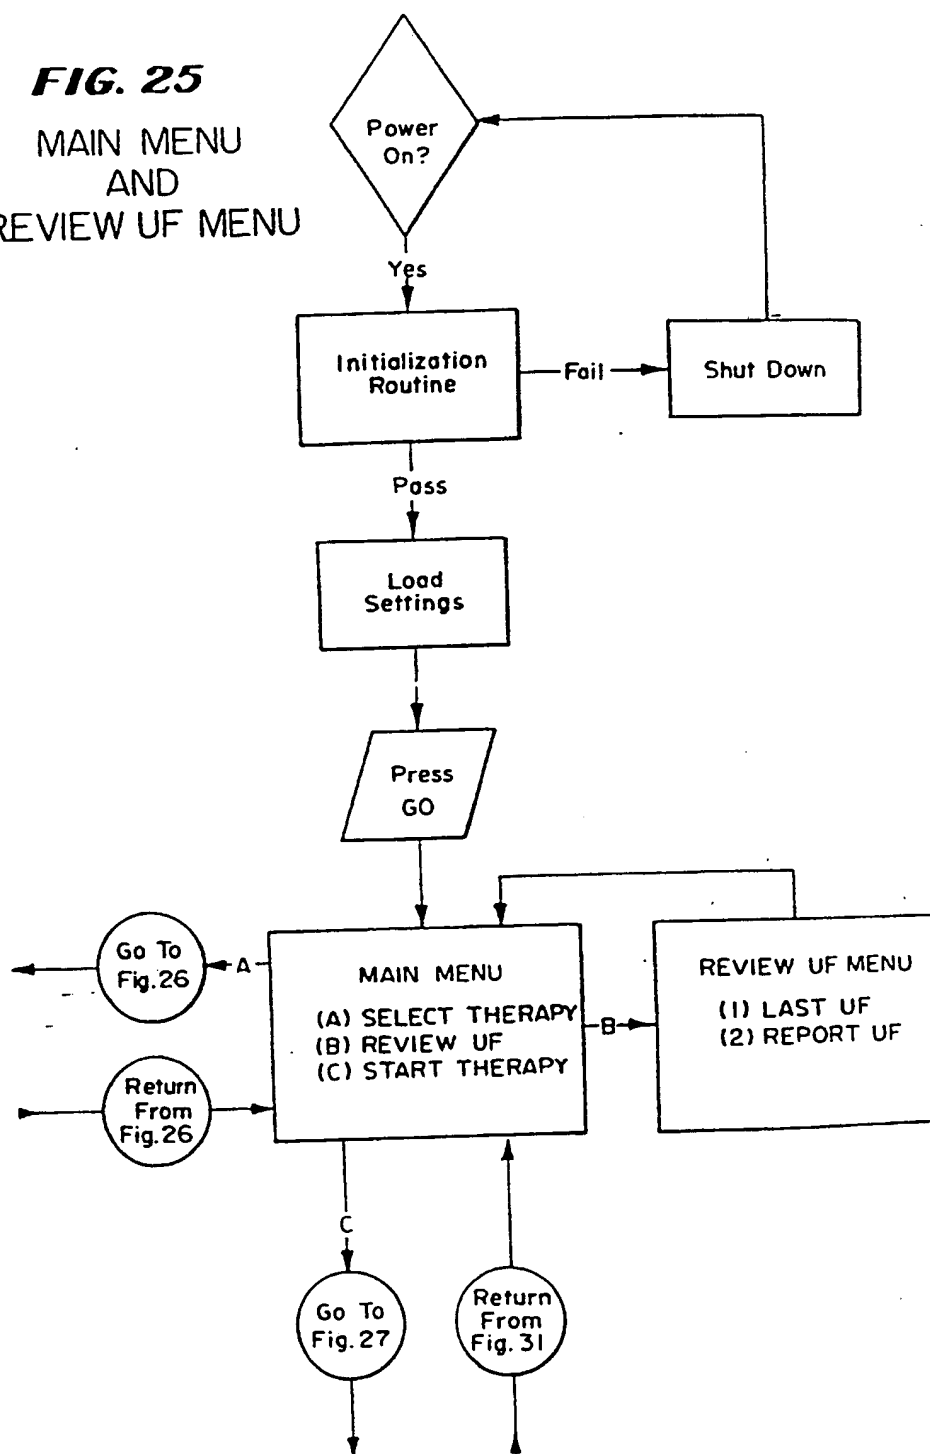 FIG. 25
MAIN MENU
AND
REVIEW UF MENU
Power
On?
Yes
Initialization
Routine
Fail
Shut Down
Pass
Load
Settings
Press
GO
Go To
Fig. 26
A
MAIN MENU
(A) SELECT THERAPY
(B) REVIEW UF
(C) START THERAPY
B
REVIEW UF MENU
(1) LAST UF
(2) REPORT UF
Return
From
Fig. 26
C
Go To
Fig. 27
Return
From
Fig. 31